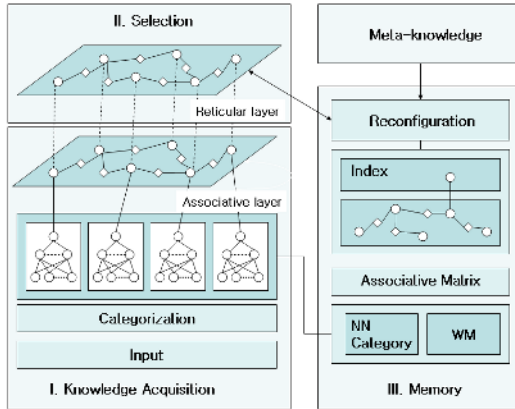 II. Selection
Reticular layer
Associative layer
Categorization
Input
I. Knowledge Acquisition
Meta-knowledge
Reconfiguration
Index
Associative Matrix
NN
Category
WM
III. Memory